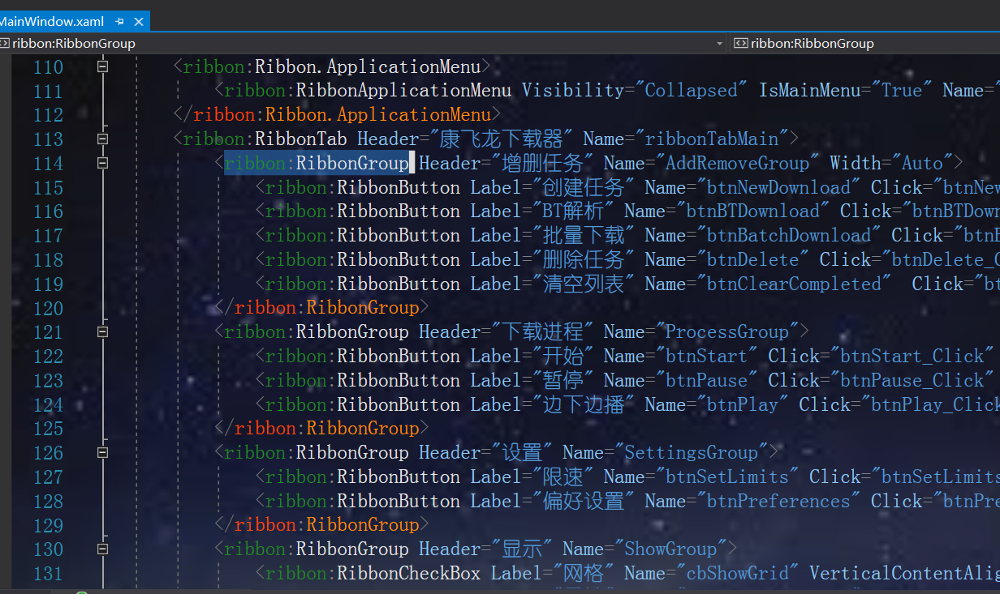 MainWindow.xaml
ribbon:RibbonGroup ribbon:RibbonGroup
110 <ribbon:Ribbon.ApplicationMenu>
111 <ribbon:RibbonApplicationMenu Visibility="Collapsed" IsMainMenu="True" Name="
112 </ribbon:Ribbon.ApplicationMenu>
113 <ribbon:RibbonTab Header="康飞龙下载器" Name="ribbonTabMain">
114 <ribbon:RibbonGroup Header="增删任务" Name="AddRemoveGroup" Width="Auto">
115 <ribbon:RibbonButton Label="创建任务" Name="btnNewDownload" Click="btnNew
116 <ribbon:RibbonButton Label="BT解析" Name="btnBTDownload" Click="btnBTDown
117 <ribbon:RibbonButton Label="批量下载" Name="btnBatchDownload" Click="btnB
118 <ribbon:RibbonButton Label="删除任务" Name="btnDelete" Click="btnDelete_C
119 <ribbon:RibbonButton Label="清空列表" Name="btnClearCompleted" Click="bt
120 </ribbon:RibbonGroup>
121 <ribbon:RibbonGroup Header="下载进程" Name="ProcessGroup">
122 <ribbon:RibbonButton Label="开始" Name="btnStart" Click="btnStart_Click"
123 <ribbon:RibbonButton Label="暂停" Name="btnPause" Click="btnPause_Click"
124 <ribbon:RibbonButton Label="边下边播" Name="btnPlay" Click="btnPlay_Click
125 </ribbon:RibbonGroup>
126 <ribbon:RibbonGroup Header="设置" Name="SettingsGroup">
127 <ribbon:RibbonButton Label="限速" Name="btnSetLimits" Click="btnSetLimits
128 <ribbon:RibbonButton Label="偏好设置" Name="btnPreferences" Click="btnPre
129 </ribbon:RibbonGroup>
130 <ribbon:RibbonGroup Header="显示" Name="ShowGroup">
131 <ribbon:RibbonCheckBox Label="网格" Name="cbShowGrid" VerticalContentAlig